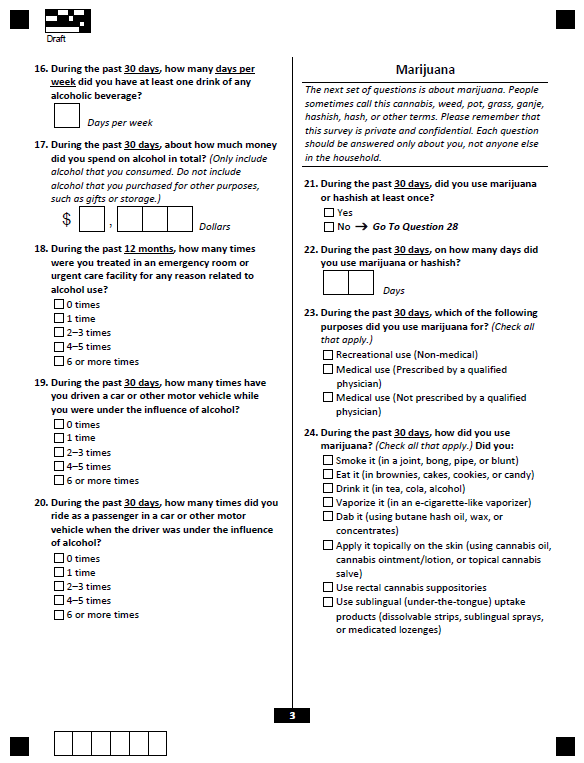 Draft
16. During the past 30 days, how many days per
week did you have at least one drink of any
alcoholic beverage?
Days per week
17. During the past 30 days, about how much money
did you spend on alcohol in total? (Only include
alcohol that you consumed. Do not include
alcohol that you purchased for other purposes,
such as gifts or storage.)
$ , Dollars
18. During the past 12 months, how many times
were you treated in an emergency room or
urgent care facility for any reason related to
alcohol use?
0 times
1 time
2–3 times
4–5 times
6 or more times
19. During the past 30 days, how many times have
you driven a car or other motor vehicle while
you were under the influence of alcohol?
0 times
1 time
2–3 times
4–5 times
6 or more times
20. During the past 30 days, how many times did you
ride as a passenger in a car or other motor
vehicle when the driver was under the influence
of alcohol?
0 times
1 time
2–3 times
4–5 times
6 or more times
Marijuana
The next set of questions is about marijuana. People
sometimes call this cannabis, weed, pot, grass, ganje,
hashish, hash, or other terms. Please remember that
this survey is private and confidential. Each question
should be answered only about you, not anyone else
in the household.
21. During the past 30 days, did you use marijuana
or hashish at least once?
Yes
No → Go To Question 28
22. During the past 30 days, on how many days did
you use marijuana or hashish?
Days
23. During the past 30 days, which of the following
purposes did you use marijuana for? (Check all
that apply.)
Recreational use (Non-medical)
Medical use (Prescribed by a qualified
physician)
Medical use (Not prescribed by a qualified
physician)
24. During the past 30 days, how did you use
marijuana? (Check all that apply.) Did you:
Smoke it (in a joint, bong, pipe, or blunt)
Eat it (in brownies, cakes, cookies, or candy)
Drink it (in tea, cola, alcohol)
Vaporize it (in an e-cigarette-like vaporizer)
Dab it (using butane hash oil, wax, or
concentrates)
Apply it topically on the skin (using cannabis oil,
cannabis ointment/lotion, or topical cannabis
salve)
Use rectal cannabis suppositories
Use sublingual (under-the-tongue) uptake
products (dissolvable strips, sublingual sprays,
or medicated lozenges)
3